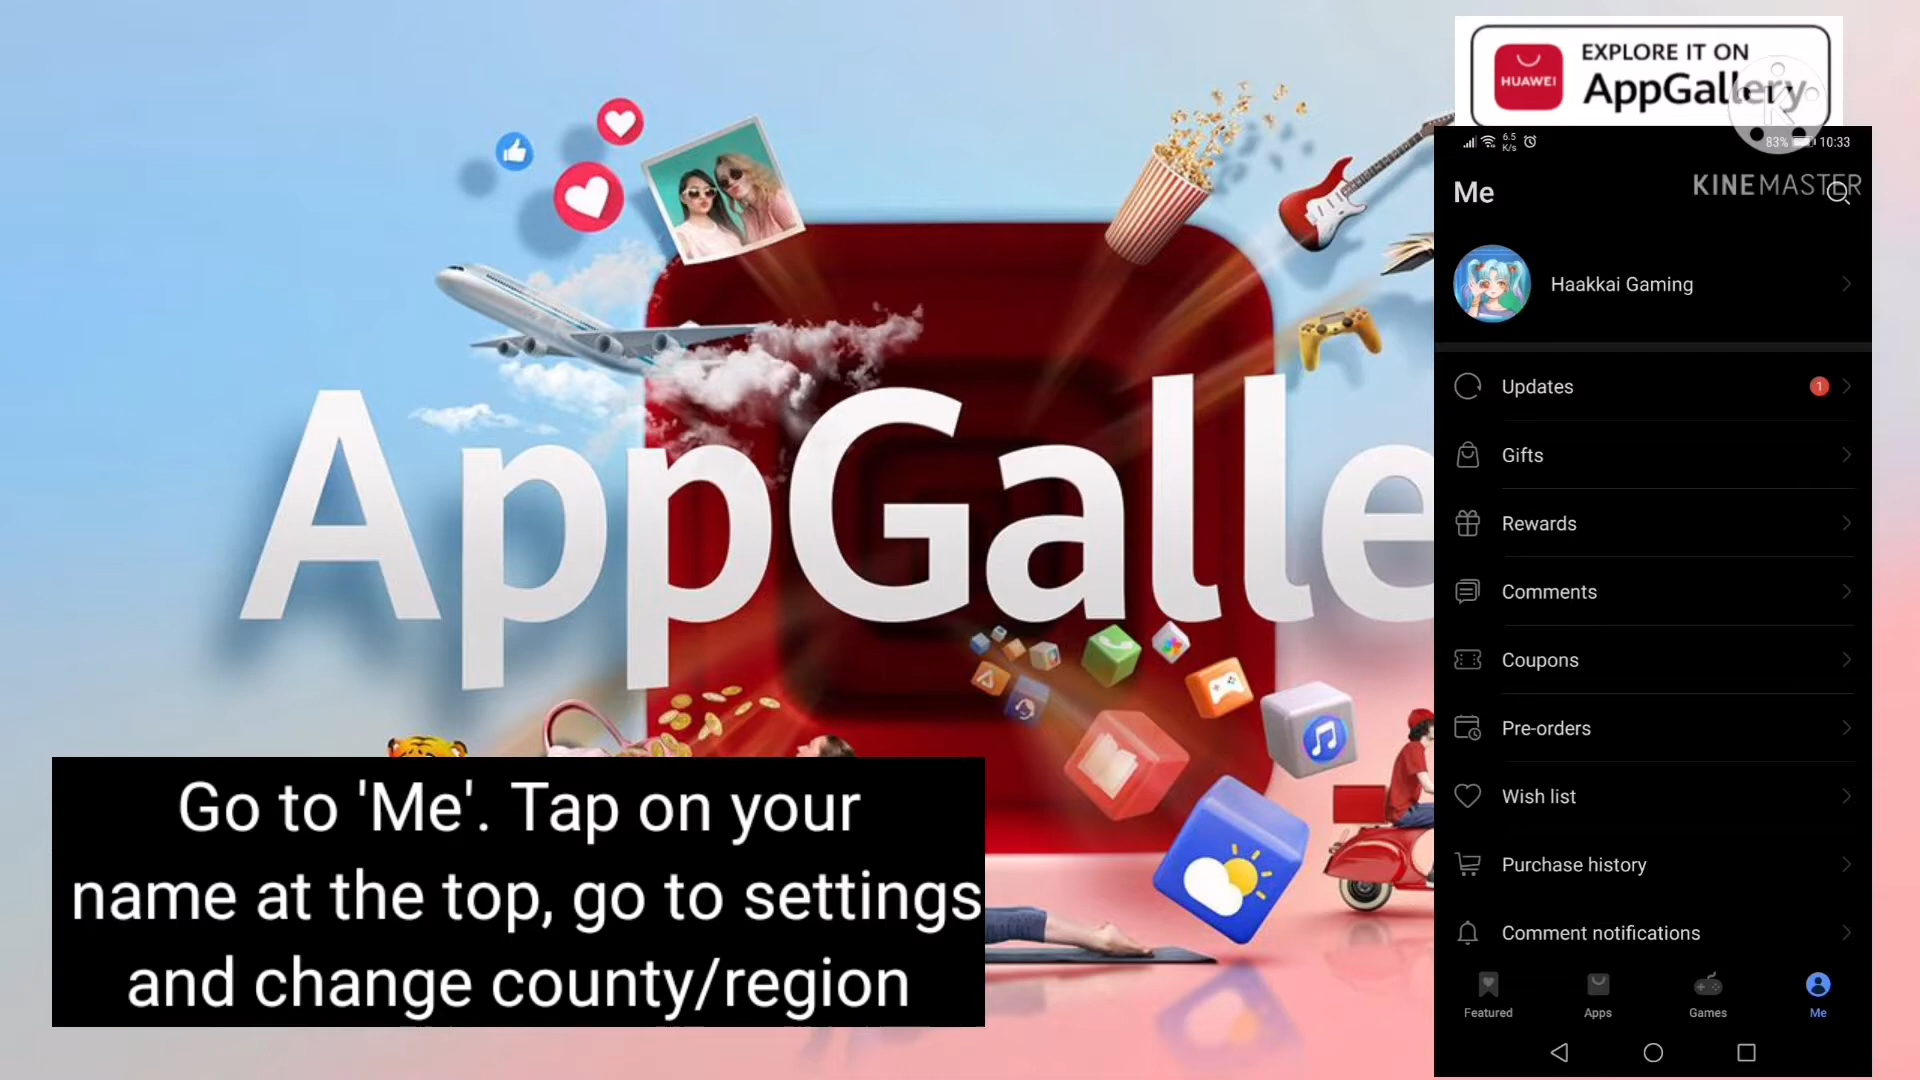 EXPLORE IT ON
HUAWEI
AppGallery
6.5
K/s
83%
10:33
Me
KINEMASTER
Haakkai Gaming
Updates
1
Gifts
Rewards
Comments
Coupons
Pre-orders
Wish list
Purchase history
Comment notifications
Featured
Apps
Games
Me
AppGalle
Go to 'Me'. Tap on your
name at the top, go to settings
and change county/region